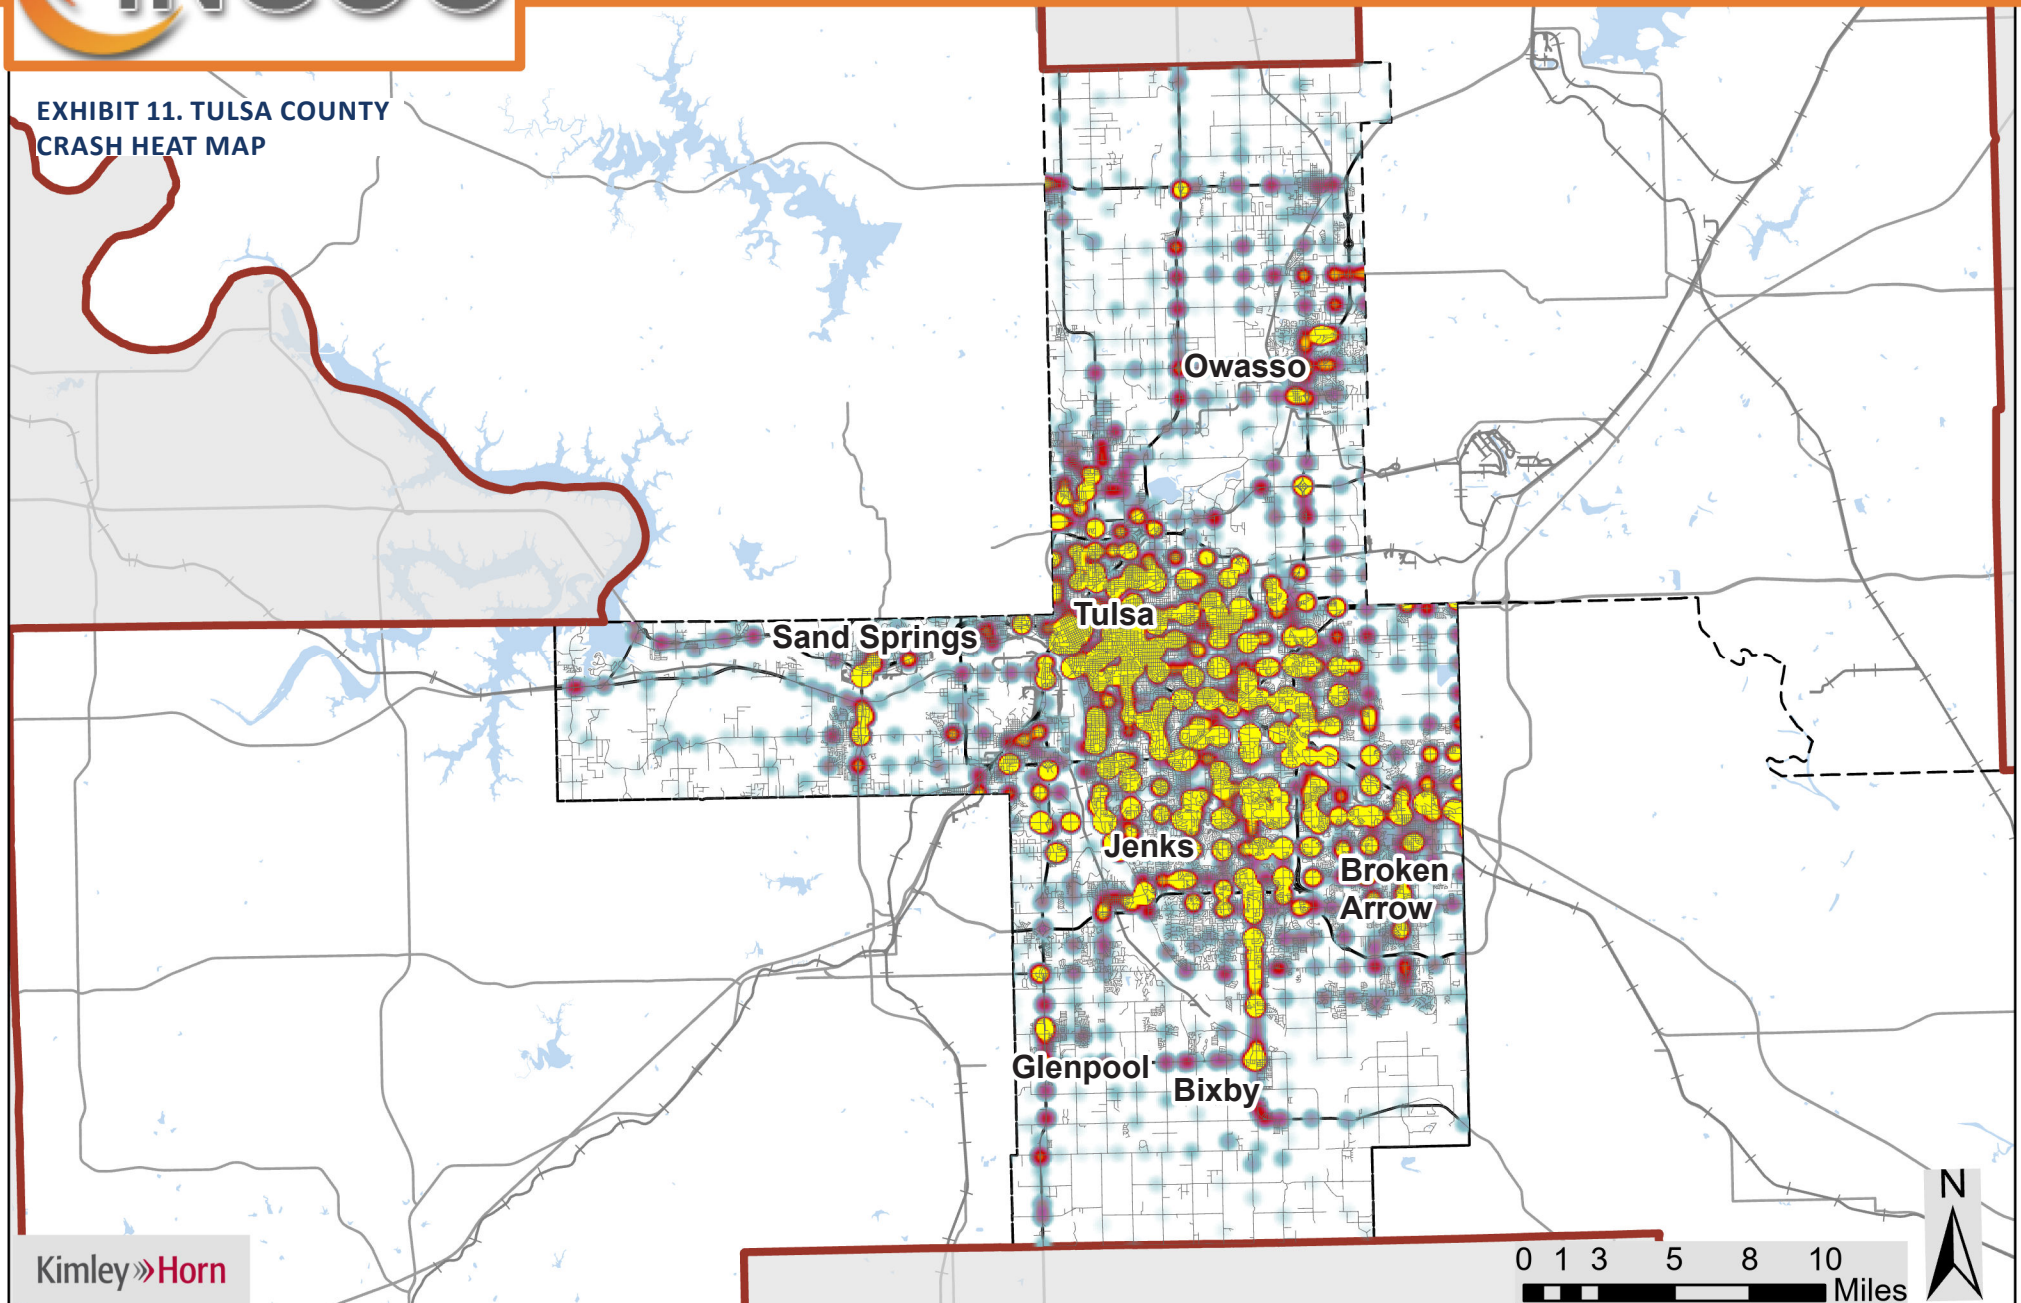 INCOG
EXHIBIT 11. TULSA COUNTY
CRASH HEAT MAP
Owasso
Tulsa
Sand Springs
Jenks
Broken
Arrow
Glenpool
Bixby
N
0 1 3 5 8 10
Miles
Kimley»Horn